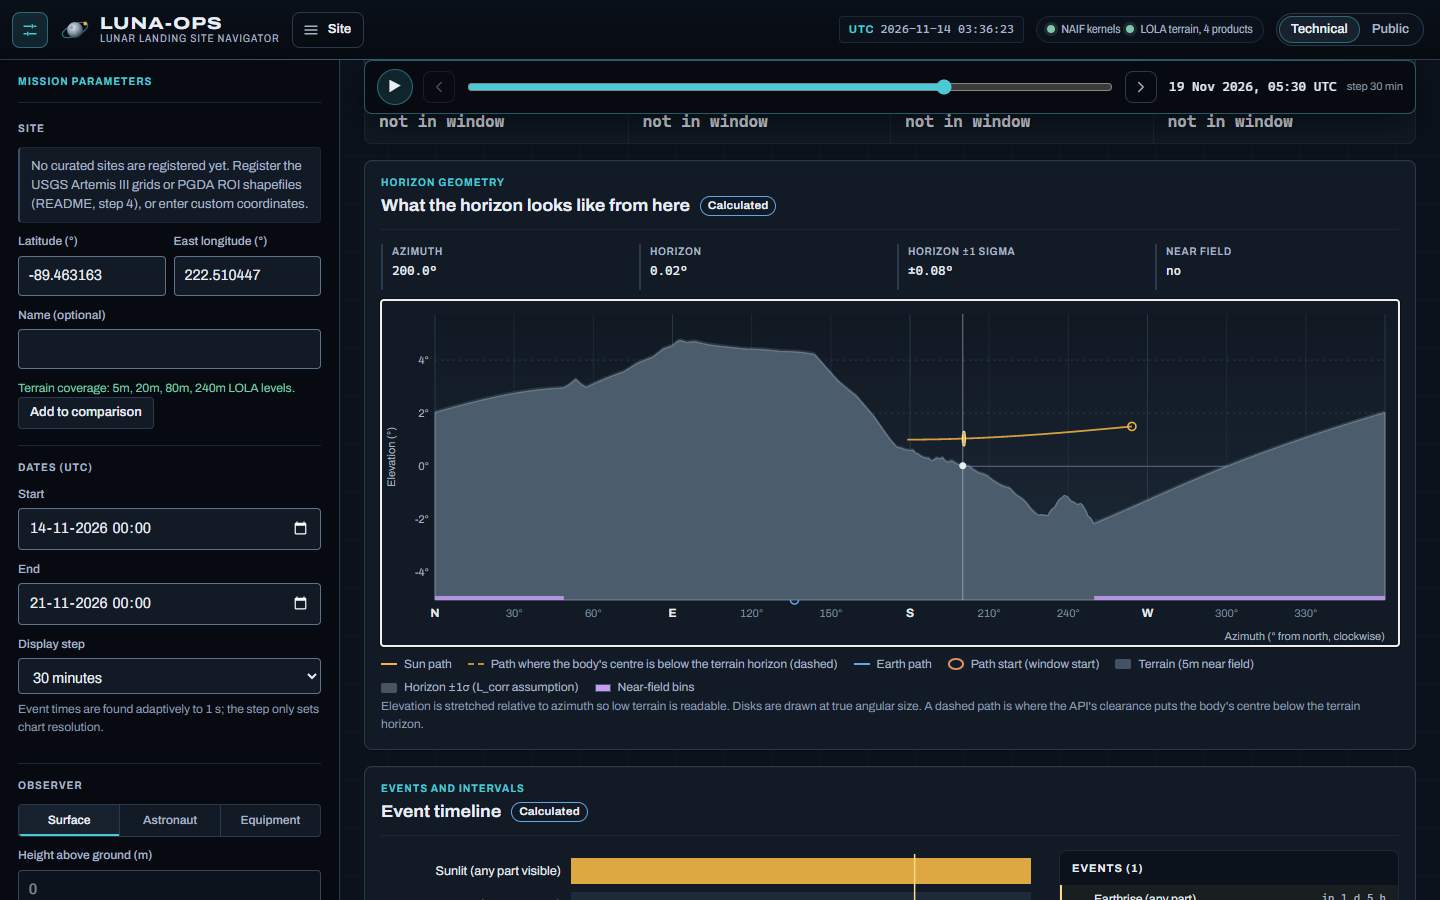 LUNA-OPS
LUNAR LANDING SITE NAVIGATOR
Site
UTC 2026-11-14 03:36:23
NAIF kernels
LOLA terrain, 4 products
Technical
Public
MISSION PARAMETERS
SITE
No curated sites are registered yet. Register the
USGS Artemis III grids or PGDA ROI shapefiles
(README, step 4), or enter custom coordinates.
Latitude (°)
East longitude (°)
-89.463163
222.510447
Name (optional)
Terrain coverage: 5m, 20m, 80m, 240m LOLA levels.
Add to comparison
DATES (UTC)
Start
14-11-2026 00:00
End
21-11-2026 00:00
Display step
30 minutes
Event times are found adaptively to 1 s; the step only sets
chart resolution.
OBSERVER
Surface
Astronaut
Equipment
Height above ground (m)
0
19 Nov 2026, 05:30 UTC
step 30 min
not in window
not in window
not in window
not in window
HORIZON GEOMETRY
What the horizon looks like from here
Calculated
AZIMUTH
200.0°
HORIZON
0.02°
HORIZON ±1 SIGMA
±0.08°
NEAR FIELD
no
Elevation (°)
4°
2°
0°
-2°
-4°
N
30°
60°
E
120°
150°
S
210°
240°
W
300°
330°
Azimuth (° from north, clockwise)
Sun path
Path where the body's centre is below the terrain horizon (dashed)
Earth path
Path start (window start)
Terrain (5m near field)
Horizon ±1σ (L_corr assumption)
Near-field bins
Elevation is stretched relative to azimuth so low terrain is readable. Disks are drawn at true angular size. A dashed path is where the API's clearance puts the body's centre below the terrain
horizon.
EVENTS AND INTERVALS
Event timeline
Calculated
Sunlit (any part visible)
EVENTS (1)
Earthrise (any part)
in 1 d 5 h